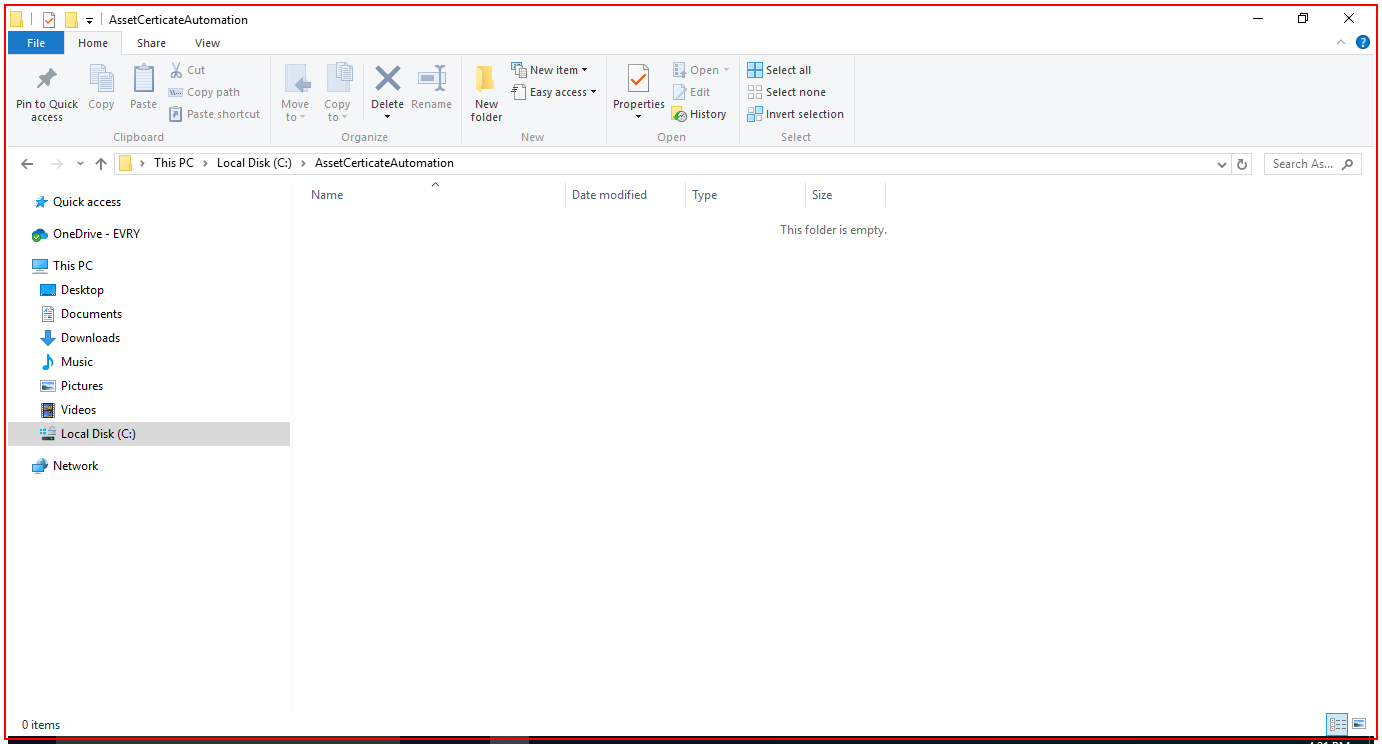 AssetCerticateAutomation
File Home Share View
Pin to Quick access
Copy
Paste
Cut
Copy path
Paste shortcut
Clipboard
Move to
Copy to
Delete
Rename
Organize
New folder
New item
Easy access
New
Properties
Open
Edit
History
Open
Select all
Select none
Invert selection
Select
This PC > Local Disk (C:) > AssetCerticateAutomation
Search As...
Name Date modified Type Size
This folder is empty.
Quick access
OneDrive - EVRY
This PC
Desktop
Documents
Downloads
Music
Pictures
Videos
Local Disk (C:)
Network
0 items